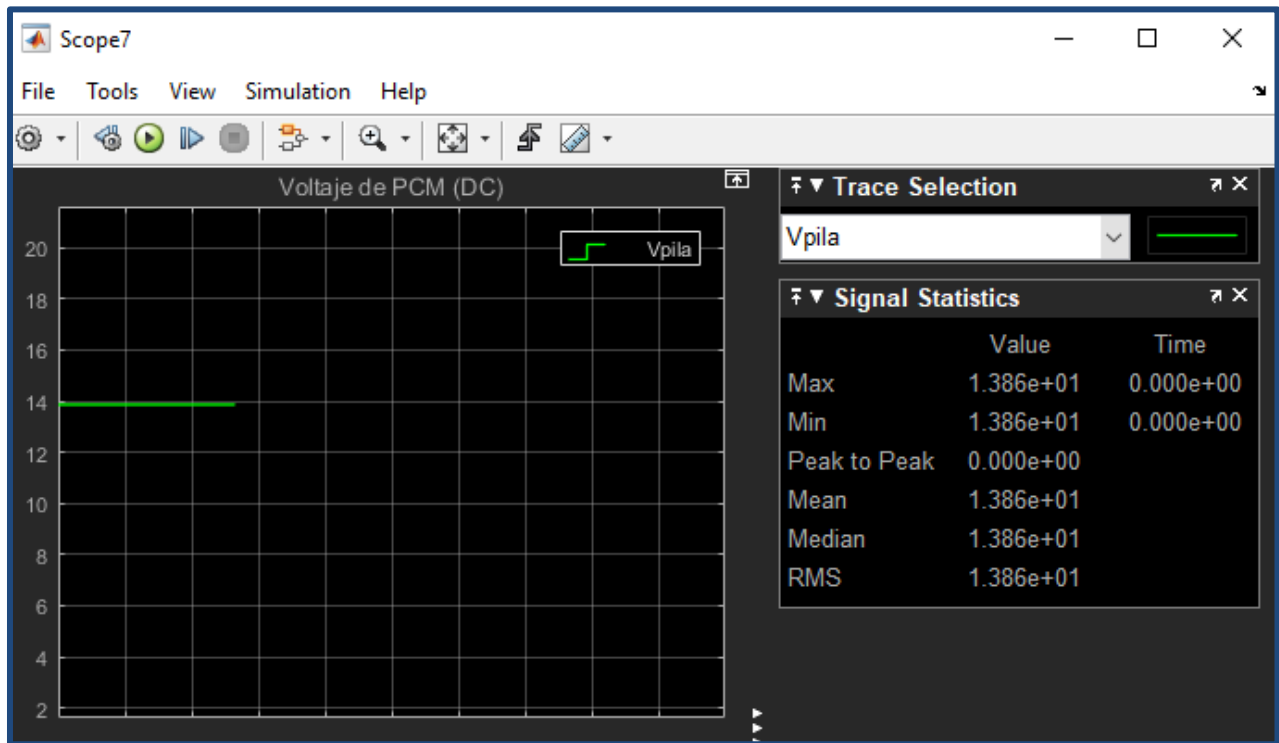 Scope7
File Tools View Simulation Help
Voltaje de PCM (DC)
Vpila
20
18
16
14
12
10
8
6
4
2
Trace Selection
Vpila
Signal Statistics
Value Time
Max 1.386e+01 0.000e+00
Min 1.386e+01 0.000e+00
Peak to Peak 0.000e+00
Mean 1.386e+01
Median 1.386e+01
RMS 1.386e+01